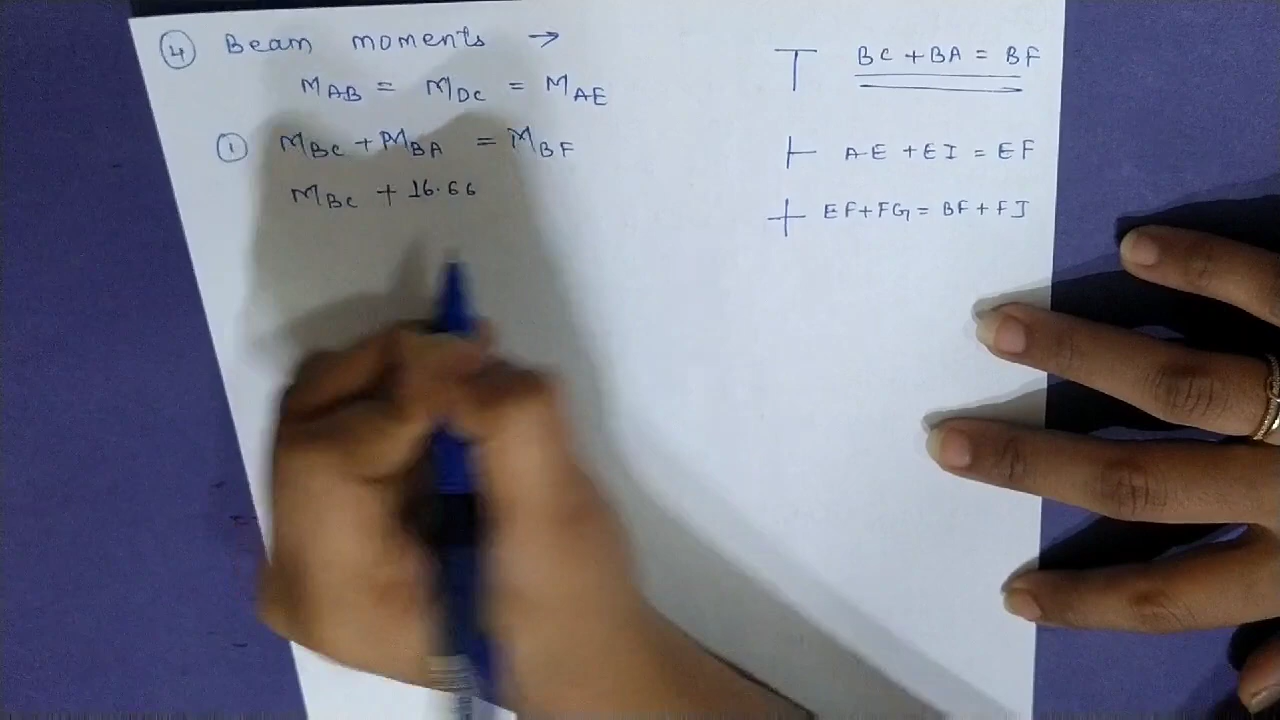 ④ Beam moments →
MAB = MDC = MAE
① MBC + MBA = MBF
MBC + 16.66
BC + BA = BF
AE + EI = EF
EF + FG = BF + FJ